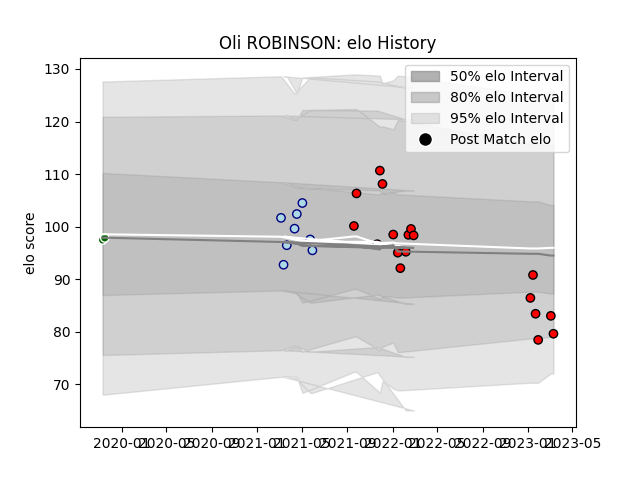 Oli ROBINSON: elo History
130
120
110
100
90
80
70
elo score
50% elo Interval
80% elo Interval
95% elo Interval
Post Match elo
2020-01 2020-05 2020-09 2021-01 2021-05 2021-09 2022-01 2022-05 2022-09 2023-01 2023-05